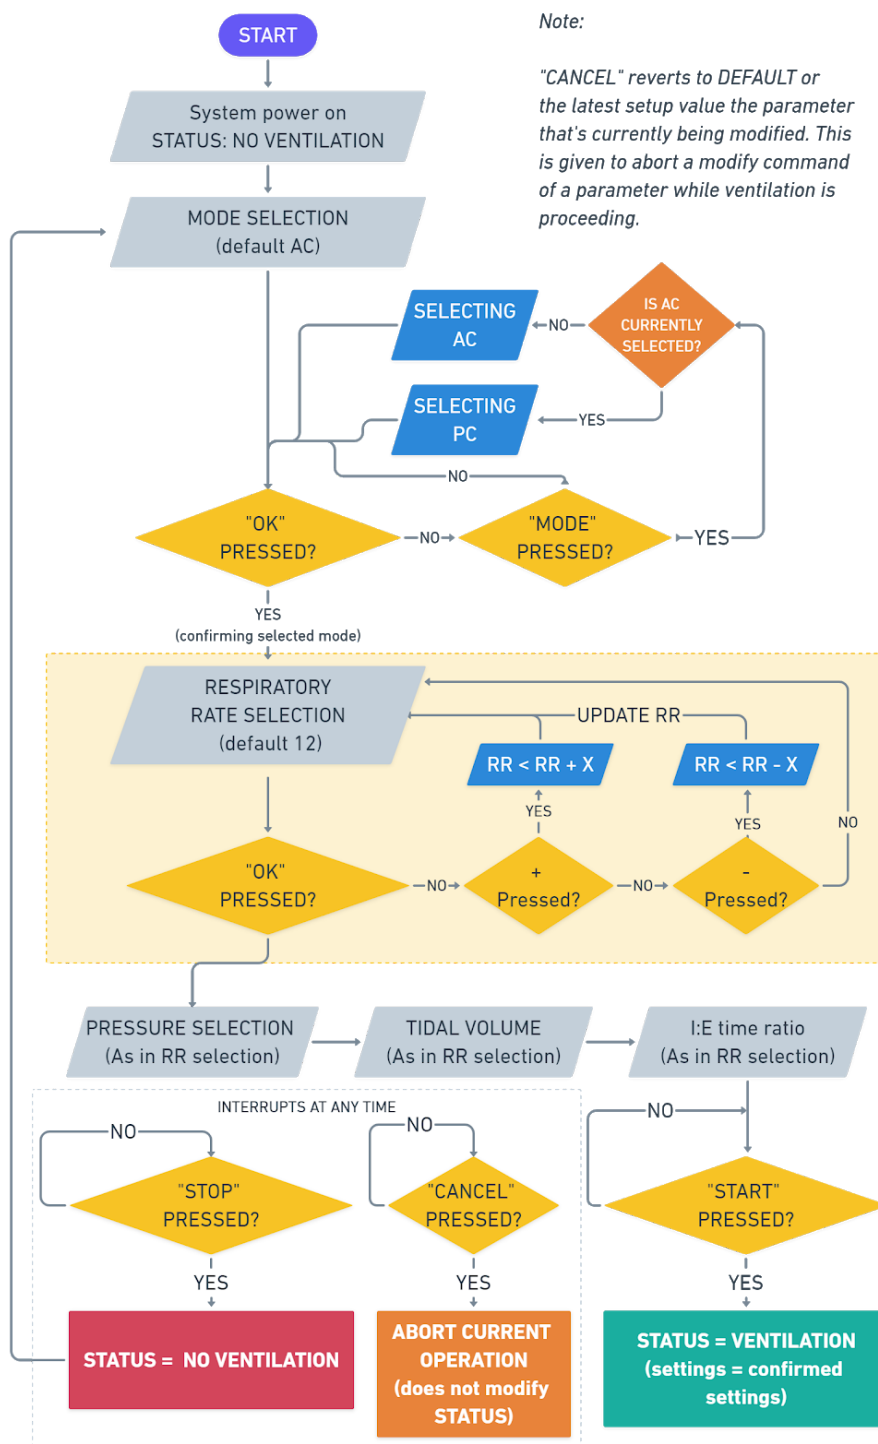 START
Note:
"CANCEL" reverts to DEFAULT or
the latest setup value the parameter
that's currently being modified. This
is given to abort a modify command
of a parameter while ventilation is
proceeding.
System power on
STATUS: NO VENTILATION
MODE SELECTION
(default AC)
IS AC
CURRENTLY
SELECTED?
NO
SELECTING
AC
YES
SELECTING
PC
NO
"OK"
PRESSED?
NO
"MODE"
PRESSED?
YES
YES
(confirming selected mode)
RESPIRATORY
RATE SELECTION
(default 12)
UPDATE RR
RR < RR + X
RR < RR - X
YES
YES
NO
"OK"
PRESSED?
NO
+
Pressed?
NO
-
Pressed?
PRESSURE SELECTION
(As in RR selection)
TIDAL VOLUME
(As in RR selection)
I:E time ratio
(As in RR selection)
INTERRUPTS AT ANY TIME
NO
NO
NO
"STOP"
PRESSED?
"CANCEL"
PRESSED?
"START"
PRESSED?
YES
YES
YES
STATUS = NO VENTILATION
ABORT CURRENT
OPERATION
(does not modify
STATUS)
STATUS = VENTILATION
(settings = confirmed
settings)